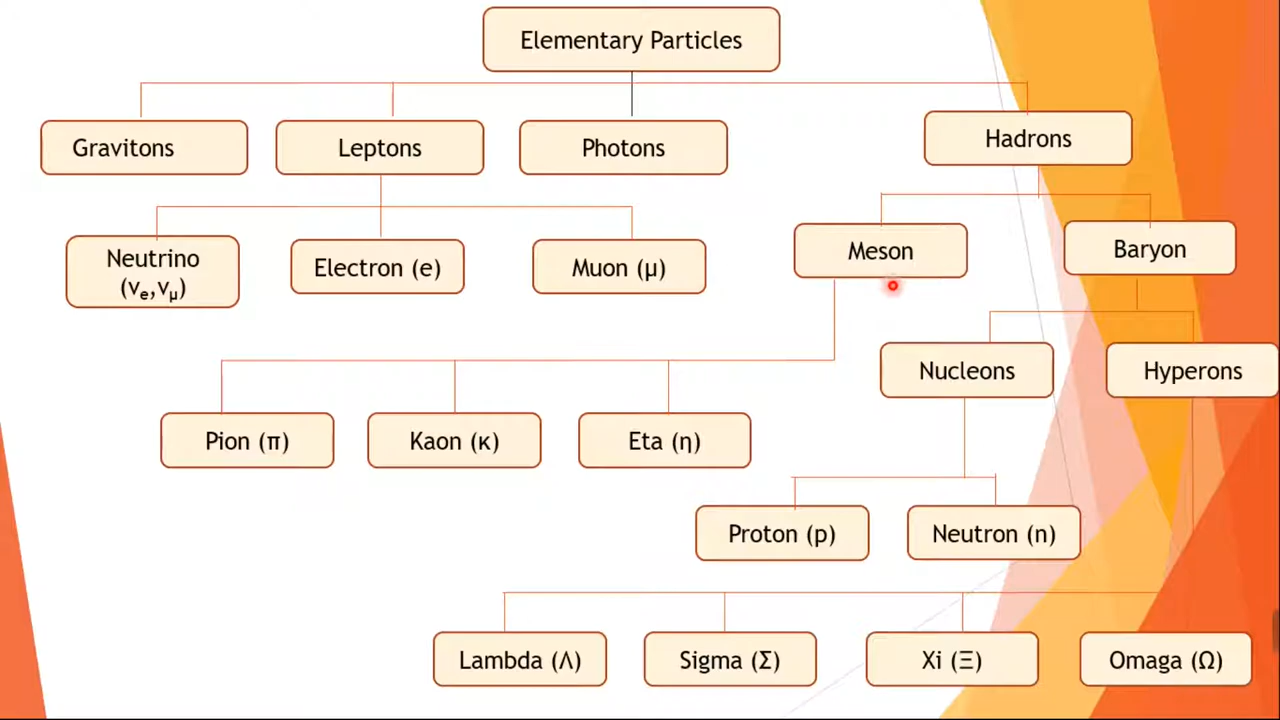 Elementary Particles
Gravitons
Leptons
Photons
Hadrons
Neutrino
(νe,νμ)
Electron (e)
Muon (μ)
Meson
Baryon
Nucleons
Hyperons
Pion (π)
Kaon (κ)
Eta (η)
Proton (p)
Neutron (n)
Lambda (Λ)
Sigma (Σ)
Xi (Ξ)
Omaga (Ω)